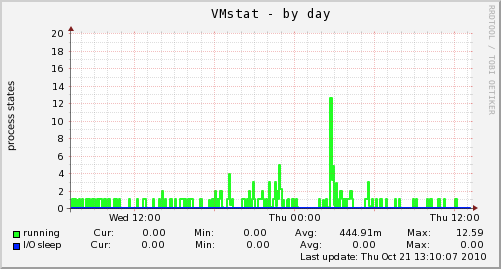 VMstat - by day
RRDTOOL / TOBI OETIKER
process states
20
18
16
14
12
10
8
6
4
2
0
Wed 12:00 Thu 00:00 Thu 12:00
running Cur: 0.00 Min: 0.00 Avg: 444.91m Max: 12.59
I/O sleep Cur: 0.00 Min: 0.00 Avg: 0.00 Max: 0.00
Last update: Thu Oct 21 13:10:07 2010